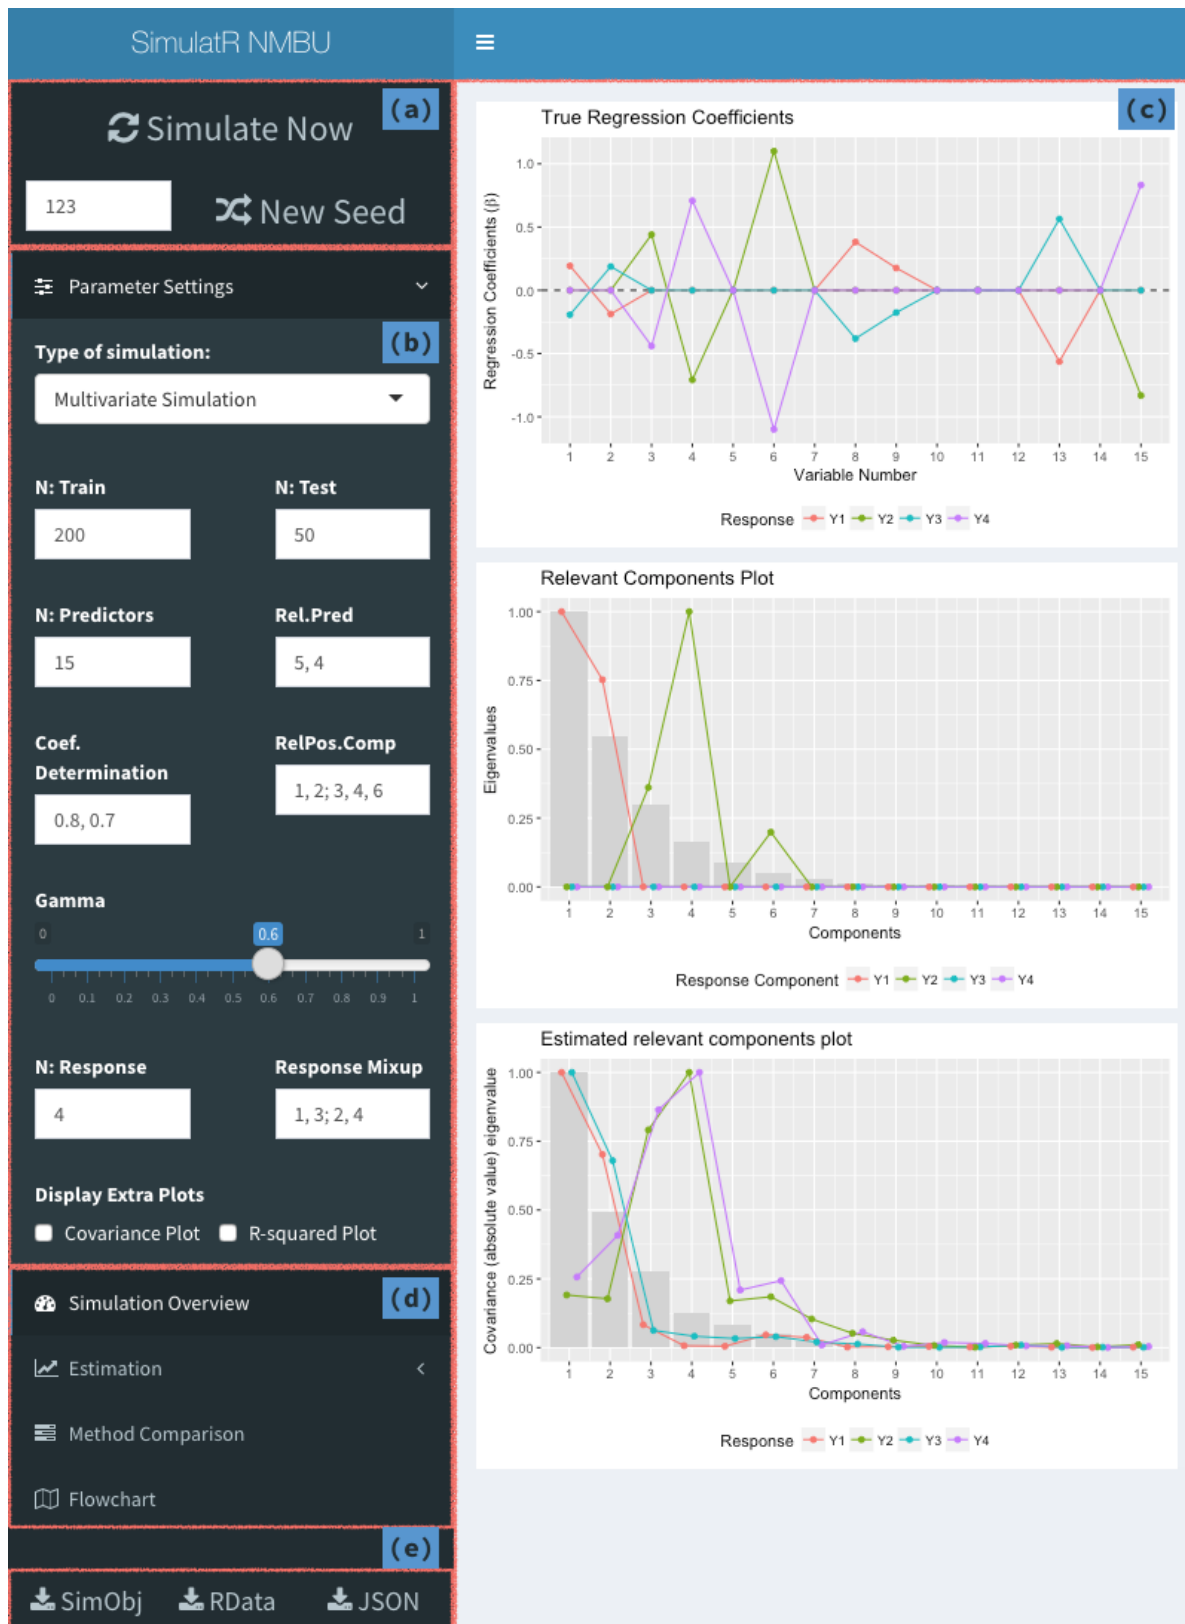 SimulatR NMBU
(a)
Simulate Now
123
New Seed
Parameter Settings
(b)
Type of simulation:
Multivariate Simulation
N: Train
N: Test
200
50
N: Predictors
Rel.Pred
15
5, 4
Coef.
Determination
RelPos.Comp
0.8, 0.7
1, 2; 3, 4, 6
Gamma
0
0.6
1
0 0.1 0.2 0.3 0.4 0.5 0.6 0.7 0.8 0.9 1
N: Response
Response Mixup
4
1, 3; 2, 4
Display Extra Plots
Covariance Plot
R-squared Plot
(d)
Simulation Overview
Estimation
Method Comparison
Flowchart
(e)
SimObj
RData
JSON
(c)
True Regression Coefficients
Regression Coefficients (β)
1.0
0.5
0.0
-0.5
-1.0
1 2 3 4 5 6 7 8 9 10 11 12 13 14 15
Variable Number
Response Y1 Y2 Y3 Y4
Relevant Components Plot
Eigenvalues
1.00
0.75
0.50
0.25
0.00
1 2 3 4 5 6 7 8 9 10 11 12 13 14 15
Components
Response Component Y1 Y2 Y3 Y4
Estimated relevant components plot
Covariance (absolute value) eigenvalue
1.00
0.75
0.50
0.25
0.00
1 2 3 4 5 6 7 8 9 10 11 12 13 14 15
Components
Response Y1 Y2 Y3 Y4